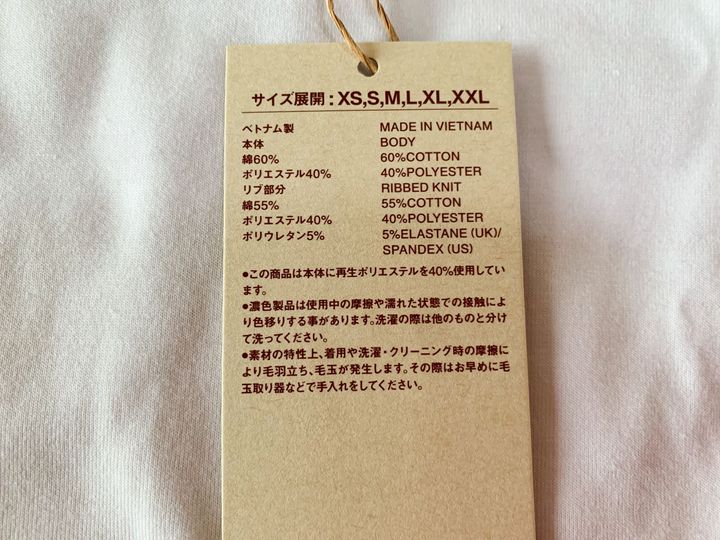 サイズ展開 : XS,S,M,L,XL,XXL
ベトナム製 MADE IN VIETNAM
本体 BODY
綿60% 60%COTTON
ポリエステル40% 40%POLYESTER
リブ部分 RIBBED KNIT
綿55% 55%COTTON
ポリエステル40% 40%POLYESTER
ポリウレタン5% 5%ELASTANE (UK)/
SPANDEX (US)
●この商品は本体に再生ポリエステルを40%使用してい
ます。
●濃色製品は使用中の摩擦や濡れた状態での接触によ
り色移りする事があります。洗濯の際は他のものと分け
て洗ってください。
●素材の特性上、着用や洗濯・クリーニング時の摩擦に
より毛羽立ち、毛玉が発生します。その際はお早めに毛
玉取り器などで手入れをしてください。